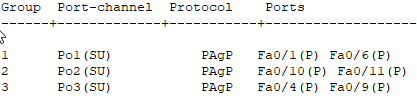 Group  Port-channel  Protocol    Ports
------+-------------+-----------+---------------------------
1      Po1(SU)           PAgP   Fa0/1(P) Fa0/6(P)
2      Po2(SU)           PAgP   Fa0/10(P) Fa0/11(P)
3      Po3(SU)           PAgP   Fa0/4(P) Fa0/9(P)